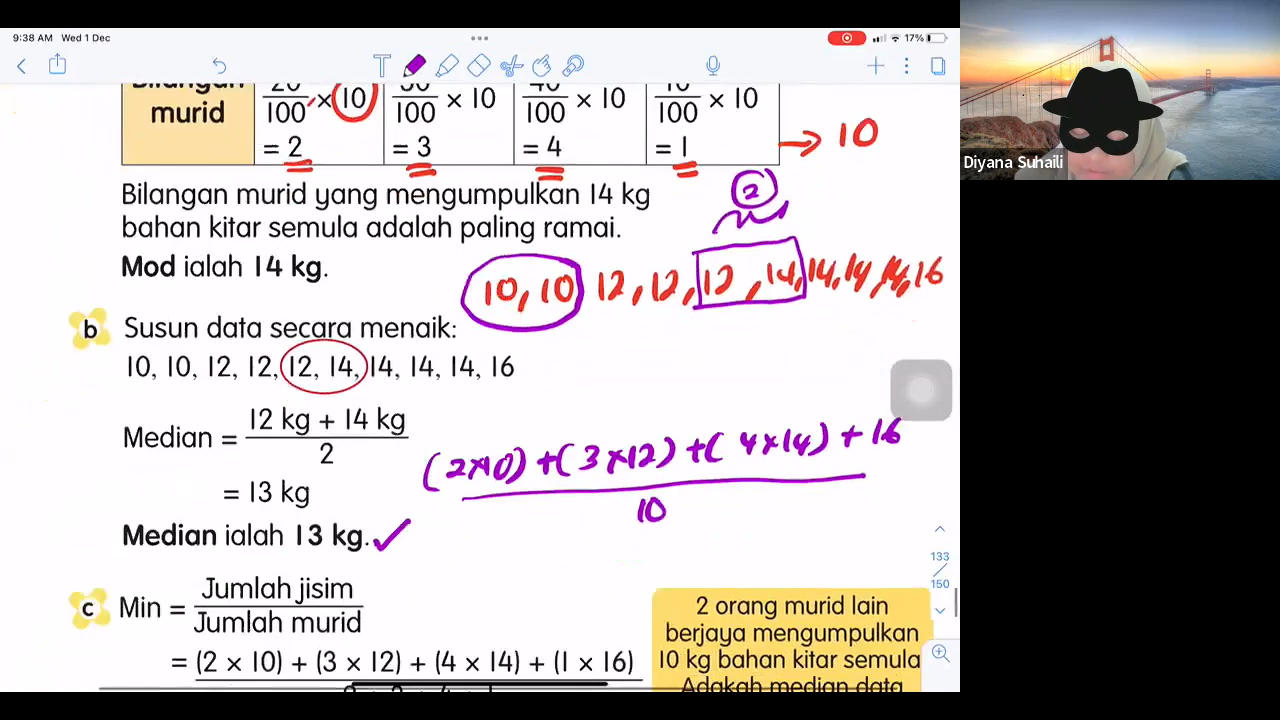 9:38 AM Wed 1 Dec
17%
Bilangan murid
20/100 × 10 = 2
30/100 × 10 = 3
40/100 × 10 = 4
10/100 × 10 = 1
→ 10
Diyana Suhaili
Bilangan murid yang mengumpulkan 14 kg
bahan kitar semula adalah paling ramai.
2
Mod ialah 14 kg.
10, 10 12, 12, 12, 14, 14, 14, 14, 16
b Susun data secara menaik:
10, 10, 12, 12, 12, 14, 14, 14, 14, 16
Median = 12 kg + 14 kg
2
= 13 kg
(2×10) + (3×12) + (4×14) + 16
10
Median ialah 13 kg.
133
150
c Min = Jumlah jisim
Jumlah murid
= (2 × 10) + (3 × 12) + (4 × 14) + (1 × 16)
2 orang murid lain
berjaya mengumpulkan
10 kg bahan kitar semula
Adakah median data